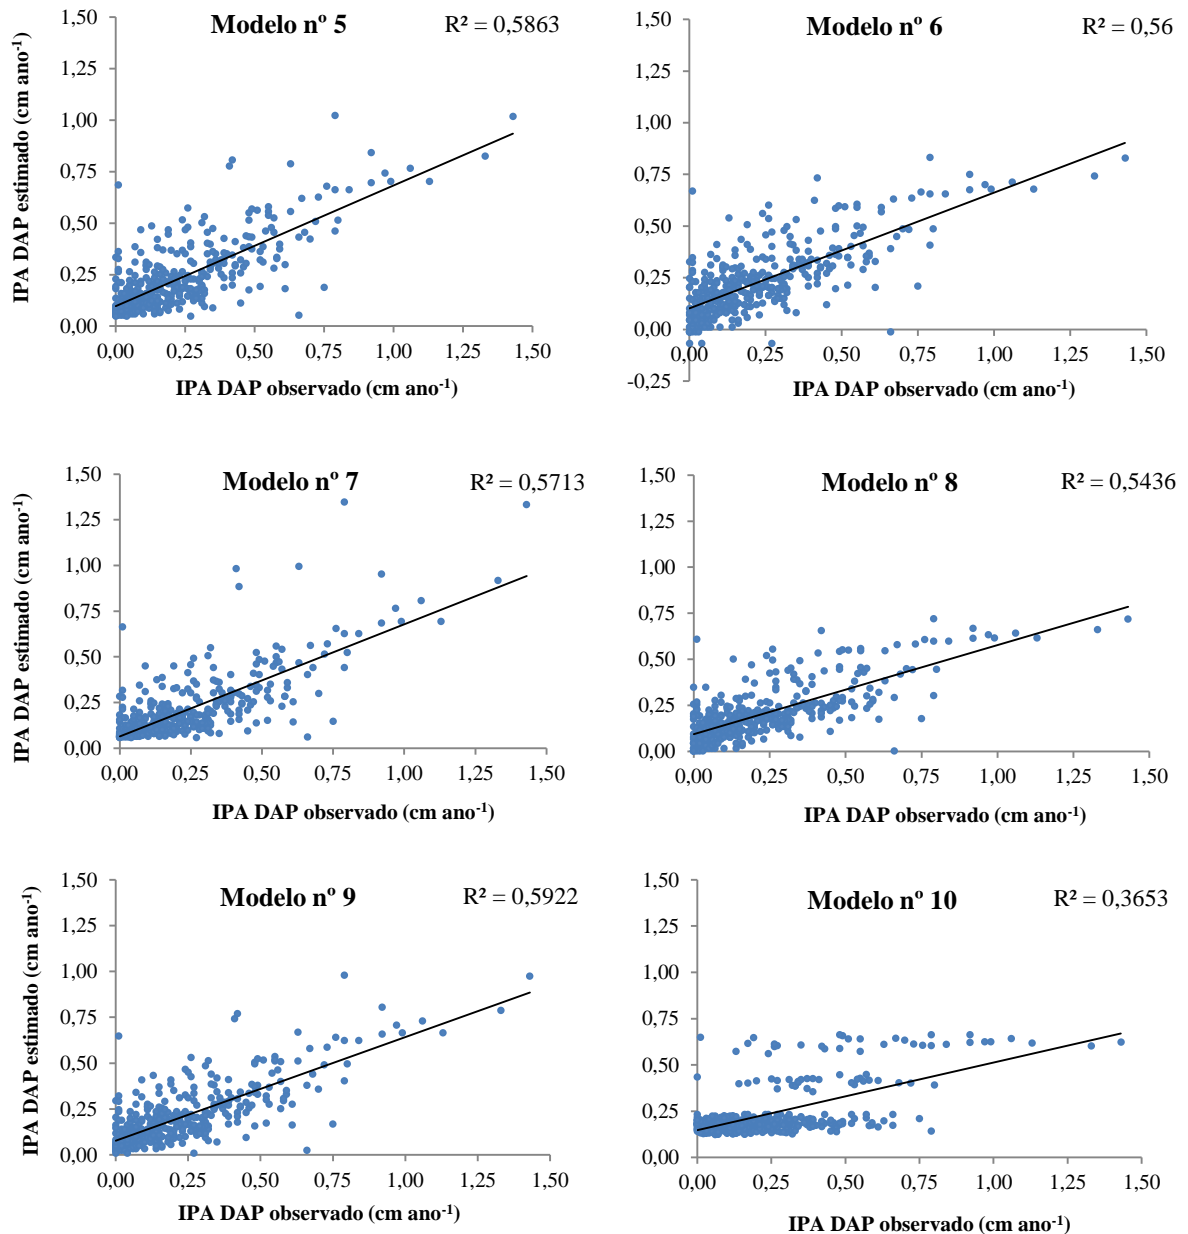 Modelo nº 5
R² = 0,5863
IPA DAP estimado (cm ano⁻¹)
1,50
1,25
1,00
0,75
0,50
0,25
0,00
0,00 0,25 0,50 0,75 1,00 1,25 1,50
IPA DAP observado (cm ano⁻¹)
Modelo nº 6
R² = 0,56
1,50
1,25
1,00
0,75
0,50
0,25
0,00
-0,25
0,00 0,25 0,50 0,75 1,00 1,25 1,50
IPA DAP observado (cm ano⁻¹)
Modelo nº 7
R² = 0,5713
IPA DAP estimado (cm ano⁻¹)
1,50
1,25
1,00
0,75
0,50
0,25
0,00
0,00 0,25 0,50 0,75 1,00 1,25 1,50
IPA DAP observado (cm ano⁻¹)
Modelo nº 8
R² = 0,5436
1,50
1,25
1,00
0,75
0,50
0,25
0,00
0,00 0,25 0,50 0,75 1,00 1,25 1,50
IPA DAP observado (cm ano⁻¹)
Modelo nº 9
R² = 0,5922
IPA DAP estimado (cm ano⁻¹)
1,50
1,25
1,00
0,75
0,50
0,25
0,00
0,00 0,25 0,50 0,75 1,00 1,25 1,50
IPA DAP observado (cm ano⁻¹)
Modelo nº 10
R² = 0,3653
1,50
1,25
1,00
0,75
0,50
0,25
0,00
0,00 0,25 0,50 0,75 1,00 1,25 1,50
IPA DAP observado (cm ano⁻¹)